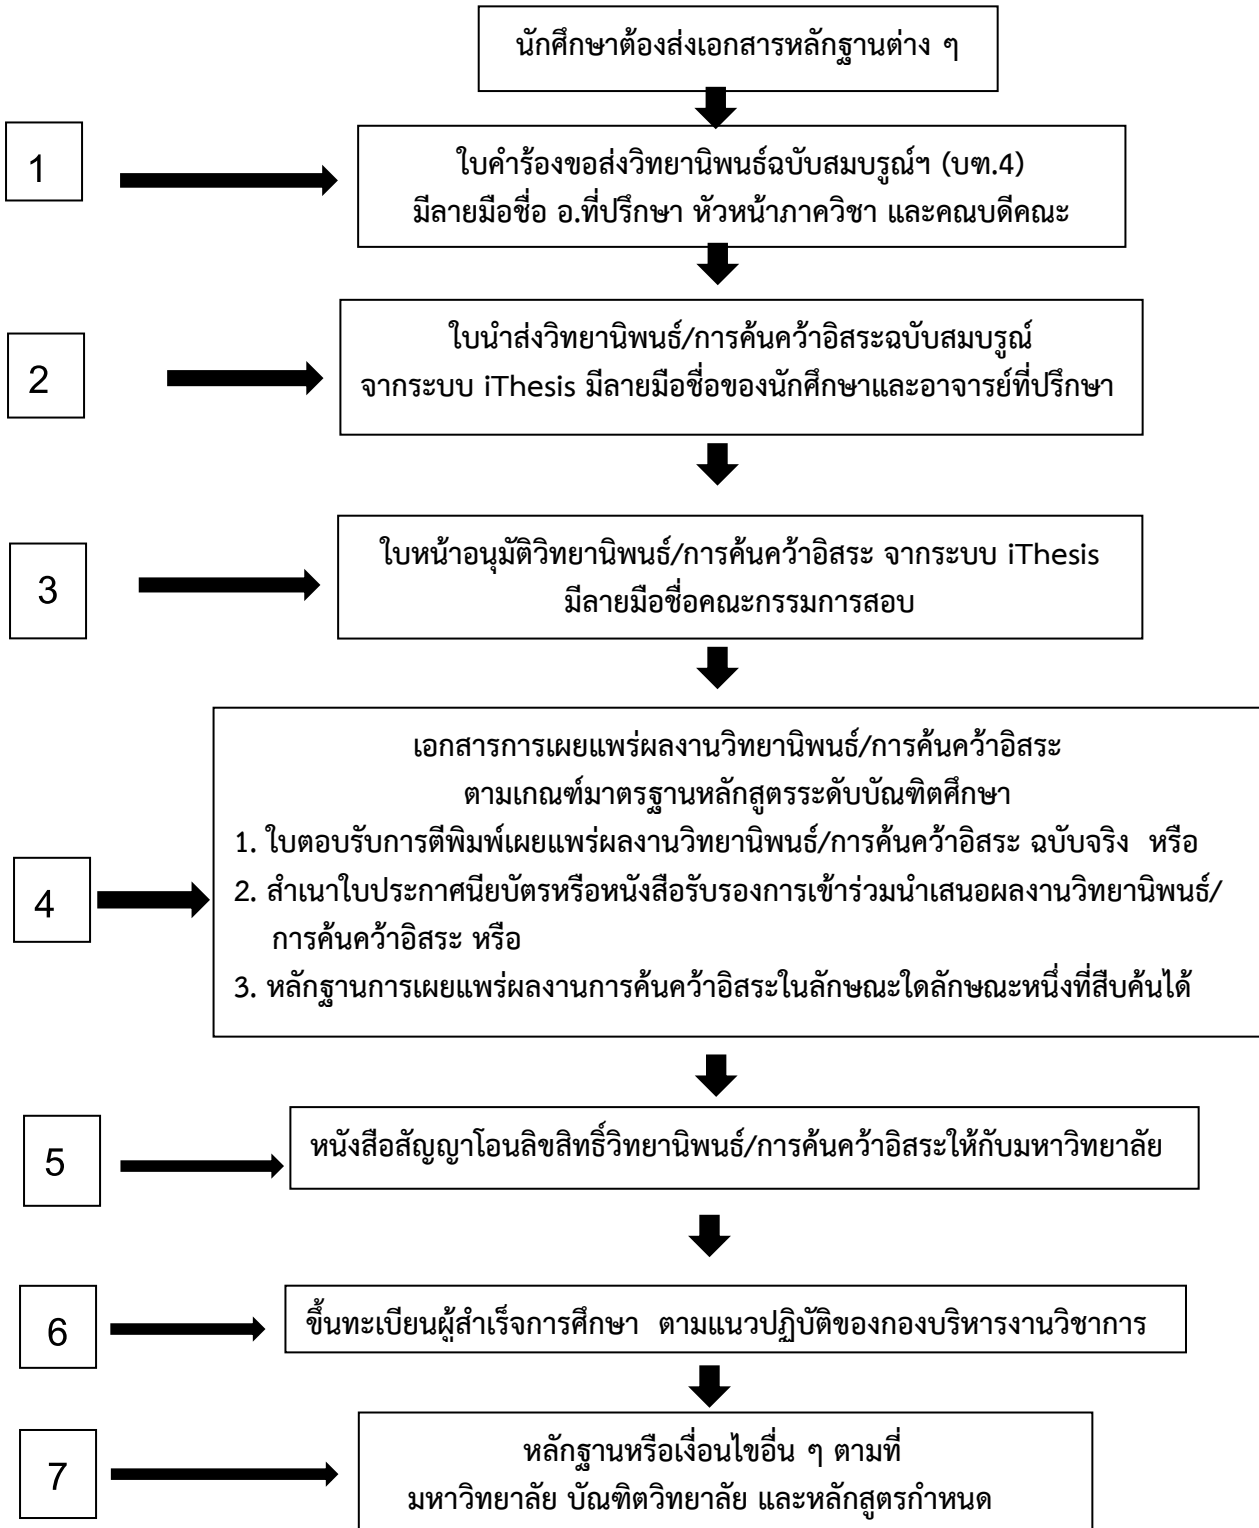 นักศึกษาต้องส่งเอกสารหลักฐานต่าง ๆ
1
ใบคำร้องขอส่งวิทยานิพนธ์ฉบับสมบรูณ์ฯ (บฑ.4)
มีลายมือชื่อ อ.ที่ปรึกษา หัวหน้าภาควิชา และคณบดีคณะ
2
ใบนำส่งวิทยานิพนธ์/การค้นคว้าอิสระฉบับสมบรูณ์
จากระบบ iThesis มีลายมือชื่อของนักศึกษาและอาจารย์ที่ปรึกษา
3
ใบหน้าอนุมัติวิทยานิพนธ์/การค้นคว้าอิสระ จากระบบ iThesis
มีลายมือชื่อคณะกรรมการสอบ
4
เอกสารการเผยแพร่ผลงานวิทยานิพนธ์/การค้นคว้าอิสระ
ตามเกณฑ์มาตรฐานหลักสูตรระดับบัณฑิตศึกษา
1. ใบตอบรับการตีพิมพ์เผยแพร่ผลงานวิทยานิพนธ์/การค้นคว้าอิสระ ฉบับจริง หรือ
2. สำเนาใบประกาศนียบัตรหรือหนังสือรับรองการเข้าร่วมนำเสนอผลงานวิทยานิพนธ์/
การค้นคว้าอิสระ หรือ
3. หลักฐานการเผยแพร่ผลงานการค้นคว้าอิสระในลักษณะใดลักษณะหนึ่งที่สืบค้นได้
5
หนังสือสัญญาโอนลิขสิทธิ์วิทยานิพนธ์/การค้นคว้าอิสระให้กับมหาวิทยาลัย
6
ขึ้นทะเบียนผู้สำเร็จการศึกษา ตามแนวปฏิบัติของกองบริหารงานวิชาการ
7
หลักฐานหรือเงื่อนไขอื่น ๆ ตามที่
มหาวิทยาลัย บัณฑิตวิทยาลัย และหลักสูตรกำหนด